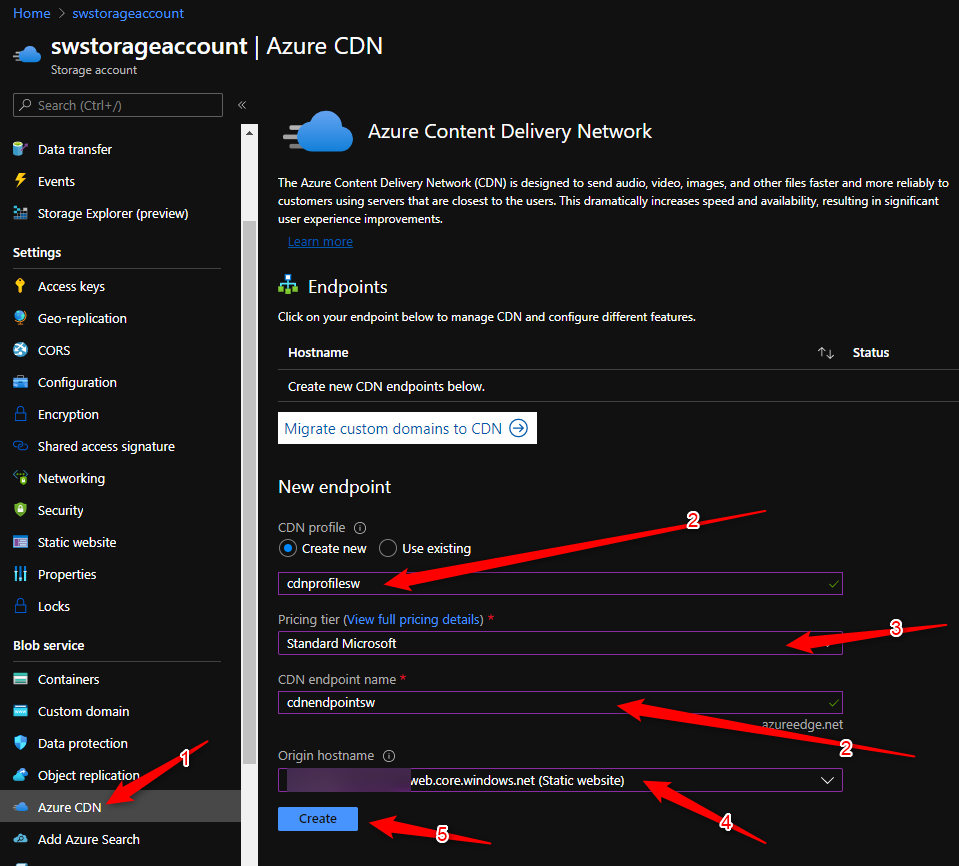 Home > swstorageaccount
swstorageaccount | Azure CDN
Storage account
Search (Ctrl+/)
«
Data transfer
Events
Storage Explorer (preview)
Settings
Access keys
Geo-replication
CORS
Configuration
Encryption
Shared access signature
Networking
Security
Static website
Properties
Locks
Blob service
Containers
Custom domain
Data protection
Object replication
Azure CDN
Add Azure Search
1
Azure Content Delivery Network
The Azure Content Delivery Network (CDN) is designed to send audio, video, images, and other files faster and more reliably to
customers using servers that are closest to the users. This dramatically increases speed and availability, resulting in significant
user experience improvements.
Learn more
Endpoints
Click on your endpoint below to manage CDN and configure different features.
Hostname ↑↓ Status
Create new CDN endpoints below.
Migrate custom domains to CDN
New endpoint
CDN profile
2
Create new Use existing
cdnprofilesw
Pricing tier (View full pricing details) *
3
Standard Microsoft
CDN endpoint name *
cdnendpointsw
azureedge.net
2
Origin hostname
web.core.windows.net (Static website)
4
Create
5